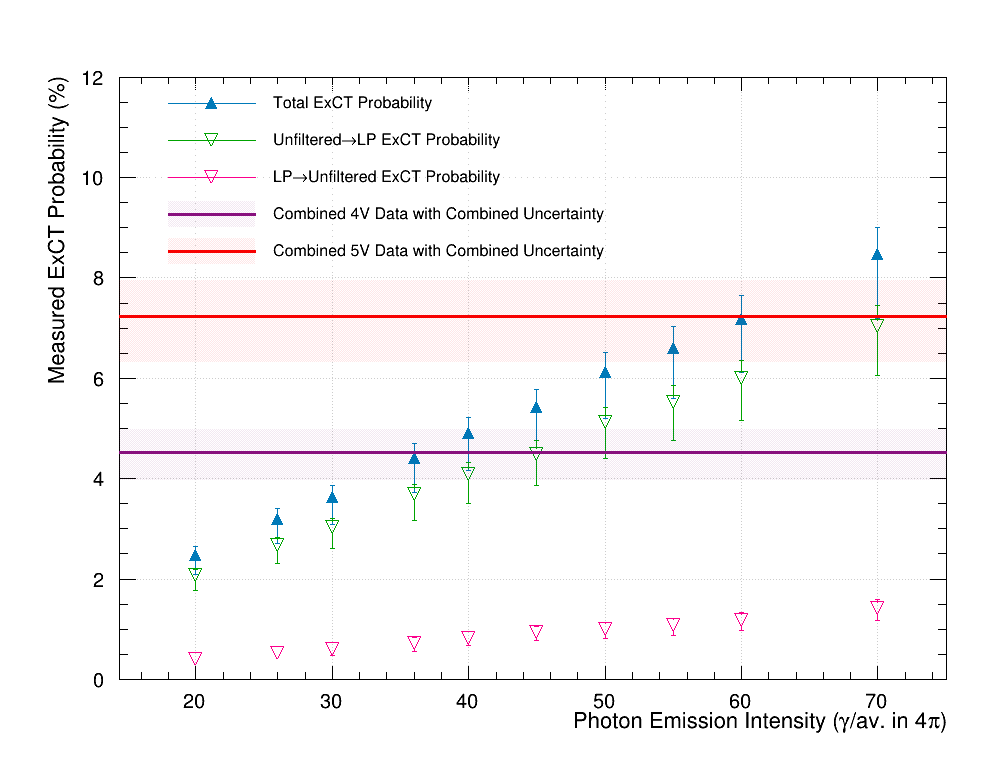 Measured ExCT Probability (%)
12
10
8
6
4
2
0
Total ExCT Probability
Unfiltered→LP ExCT Probability
LP→Unfiltered ExCT Probability
Combined 4V Data with Combined Uncertainty
Combined 5V Data with Combined Uncertainty
20 30 40 50 60 70
Photon Emission Intensity (γ/av. in 4π)